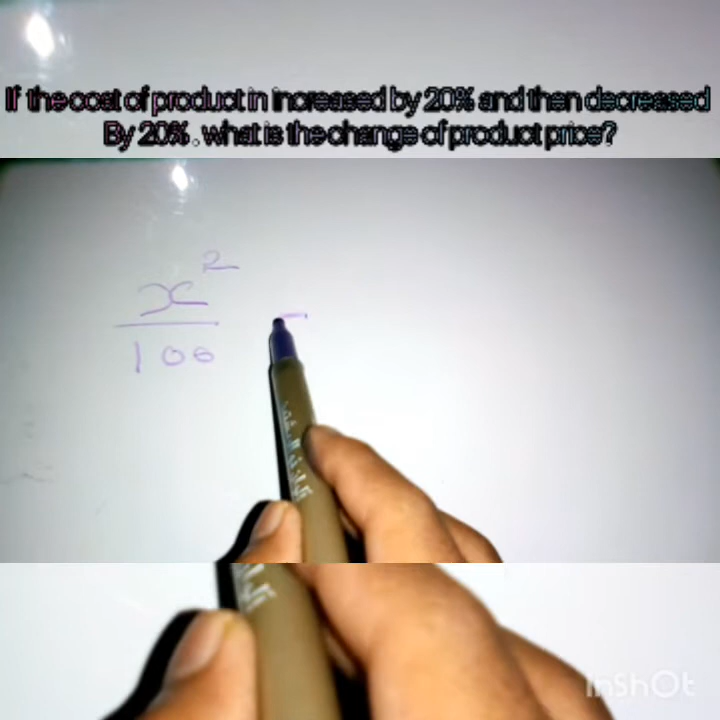 If the cost of product in increased by 20% and then decreased
By 20% . what is the change of product price?
x²
100
InShOt